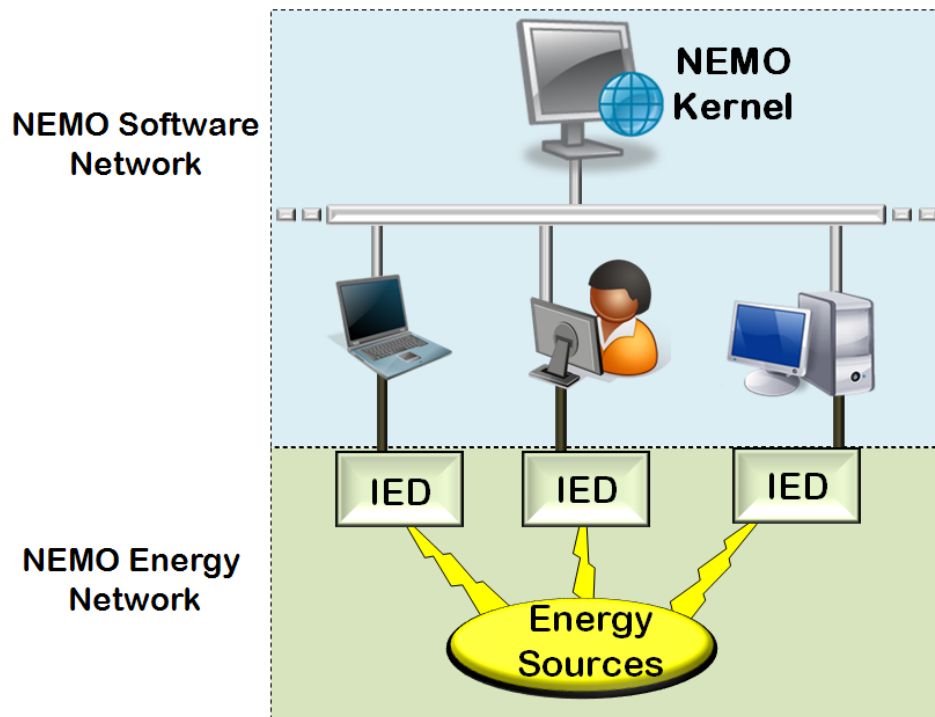 NEMO
Kernel
NEMO Software
Network
IED
IED
IED
NEMO Energy
Network
Energy
Sources